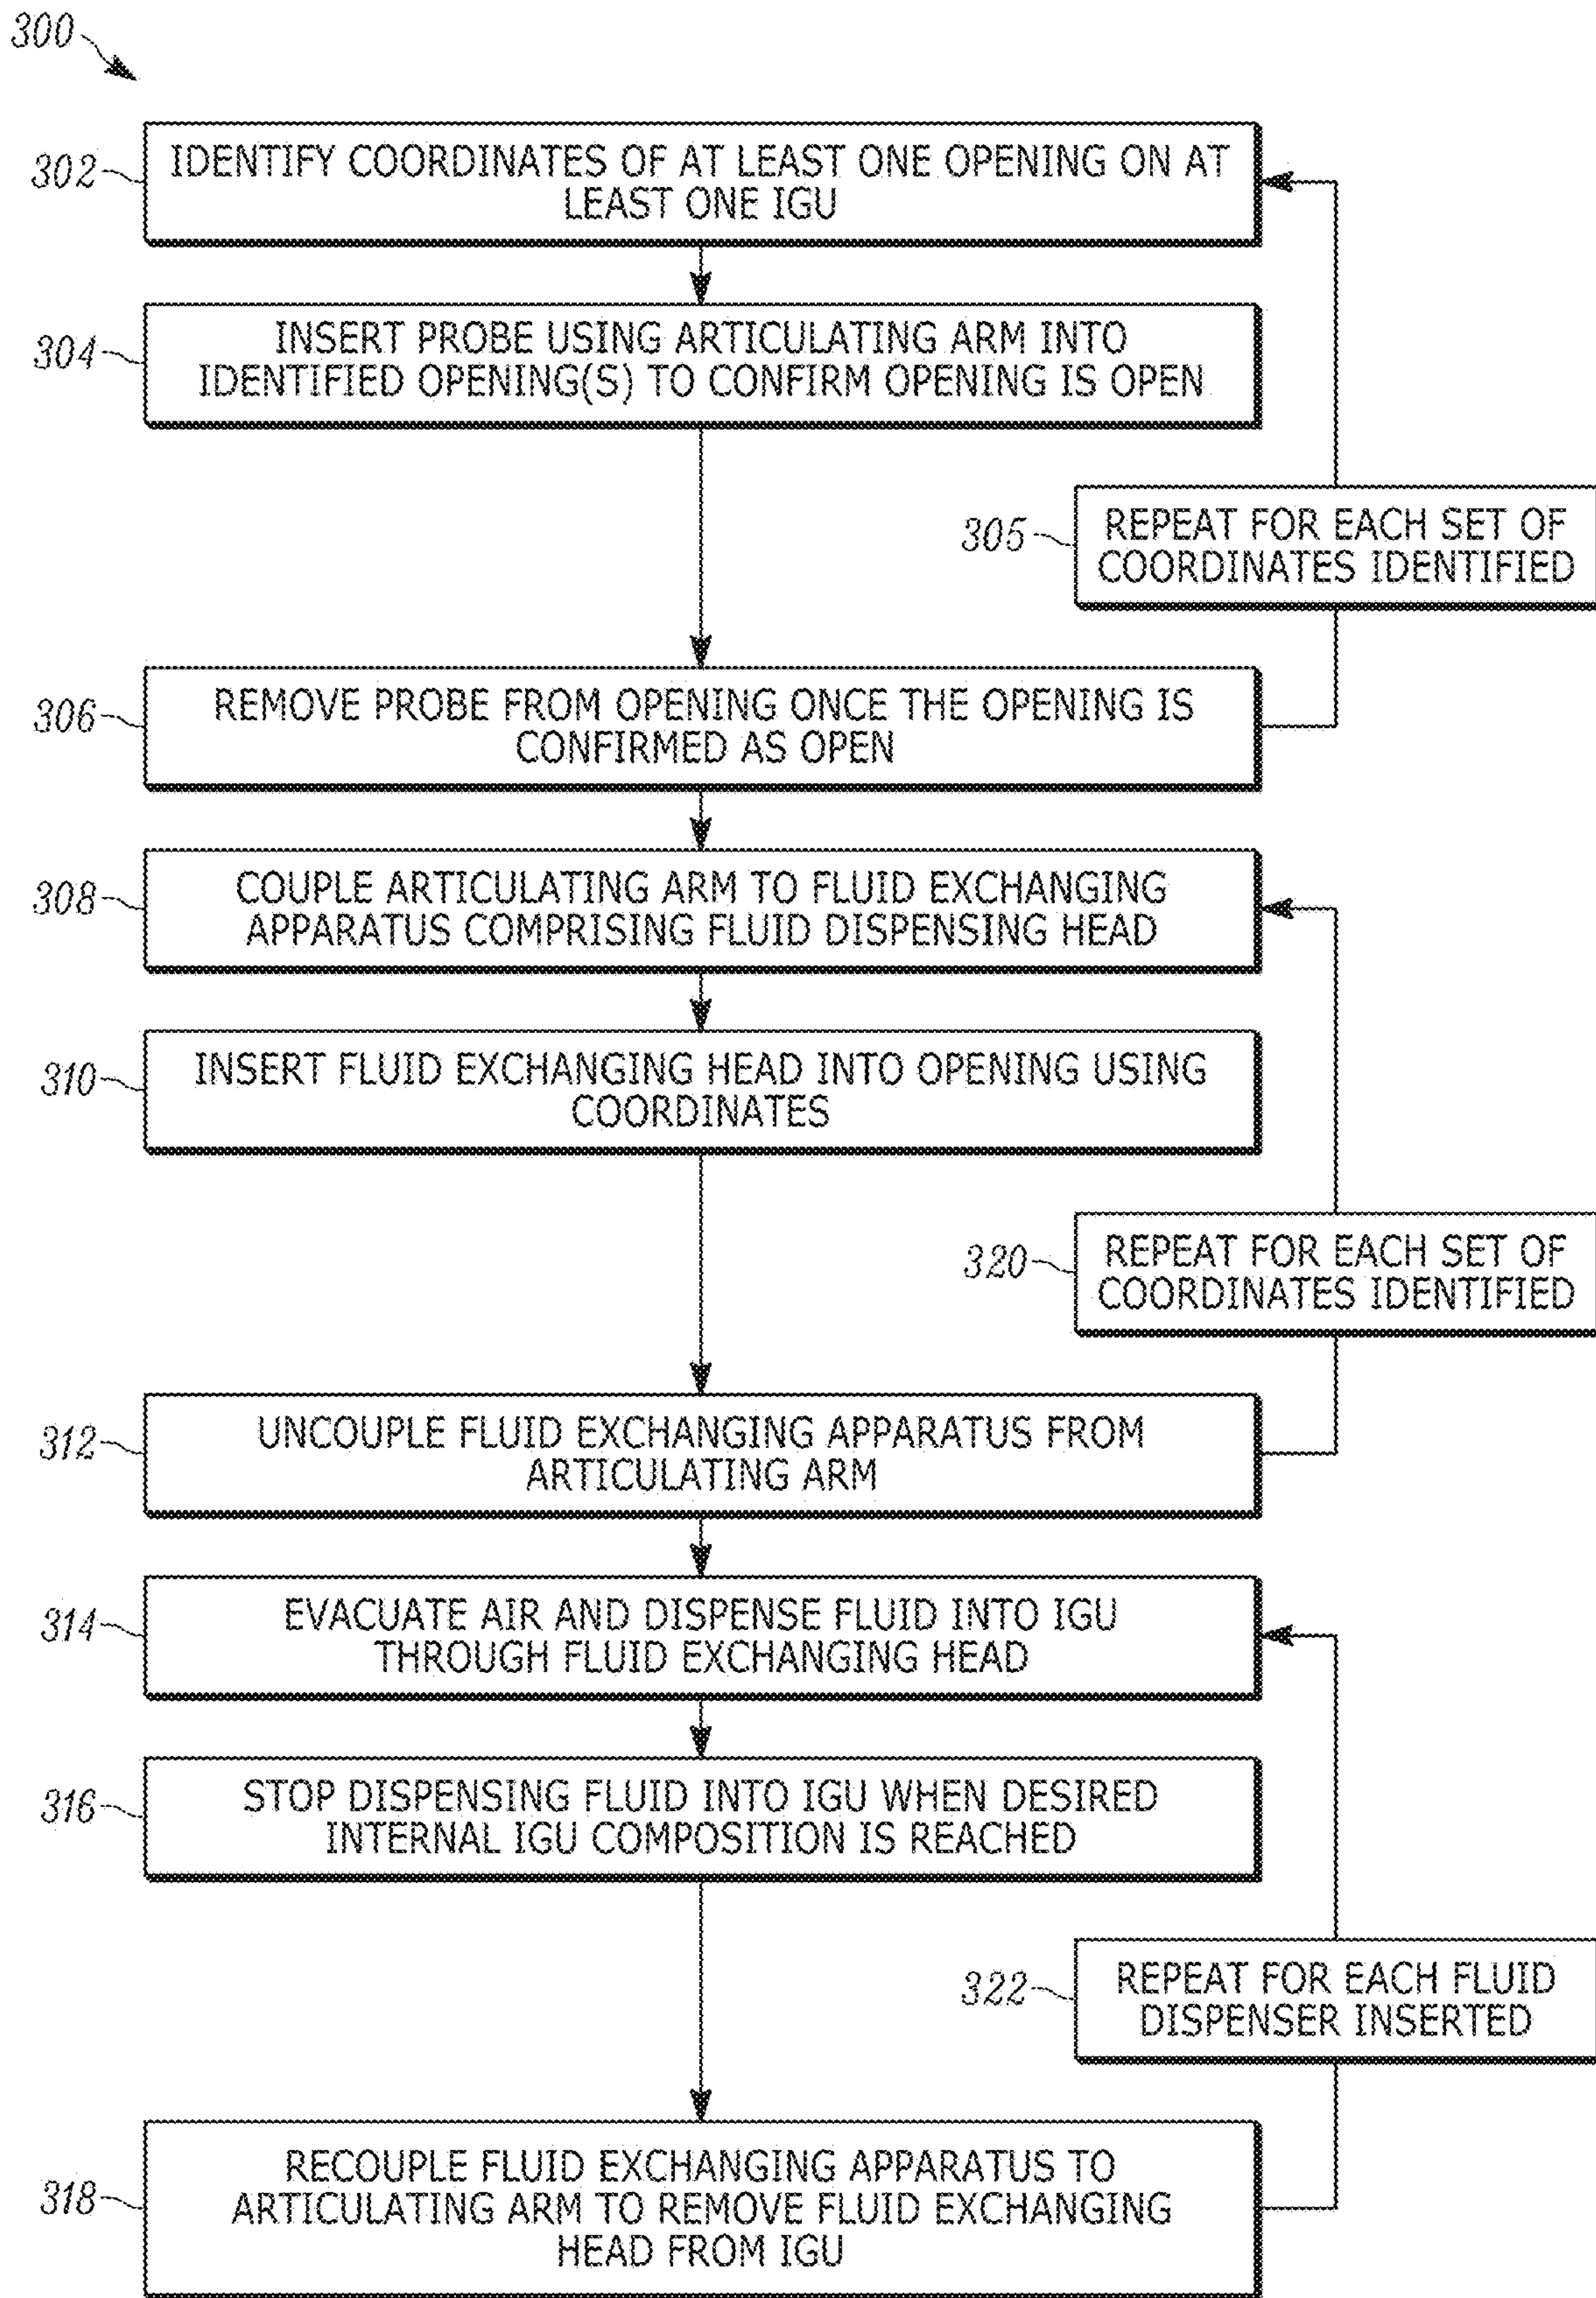 300
302
IDENTIFY COORDINATES OF AT LEAST ONE OPENING ON AT
LEAST ONE IGU
304
INSERT PROBE USING ARTICULATING ARM INTO
IDENTIFIED OPENING(S) TO CONFIRM OPENING IS OPEN
305
REPEAT FOR EACH SET OF
COORDINATES IDENTIFIED
306
REMOVE PROBE FROM OPENING ONCE THE OPENING IS
CONFIRMED AS OPEN
308
COUPLE ARTICULATING ARM TO FLUID EXCHANGING
APPARATUS COMPRISING FLUID DISPENSING HEAD
310
INSERT FLUID EXCHANGING HEAD INTO OPENING USING
COORDINATES
320
REPEAT FOR EACH SET OF
COORDINATES IDENTIFIED
312
UNCOUPLE FLUID EXCHANGING APPARATUS FROM
ARTICULATING ARM
314
EVACUATE AIR AND DISPENSE FLUID INTO IGU
THROUGH FLUID EXCHANGING HEAD
316
STOP DISPENSING FLUID INTO IGU WHEN DESIRED
INTERNAL IGU COMPOSITION IS REACHED
322
REPEAT FOR EACH FLUID
DISPENSER INSERTED
318
RECOUPLE FLUID EXCHANGING APPARATUS TO
ARTICULATING ARM TO REMOVE FLUID EXCHANGING
HEAD FROM IGU